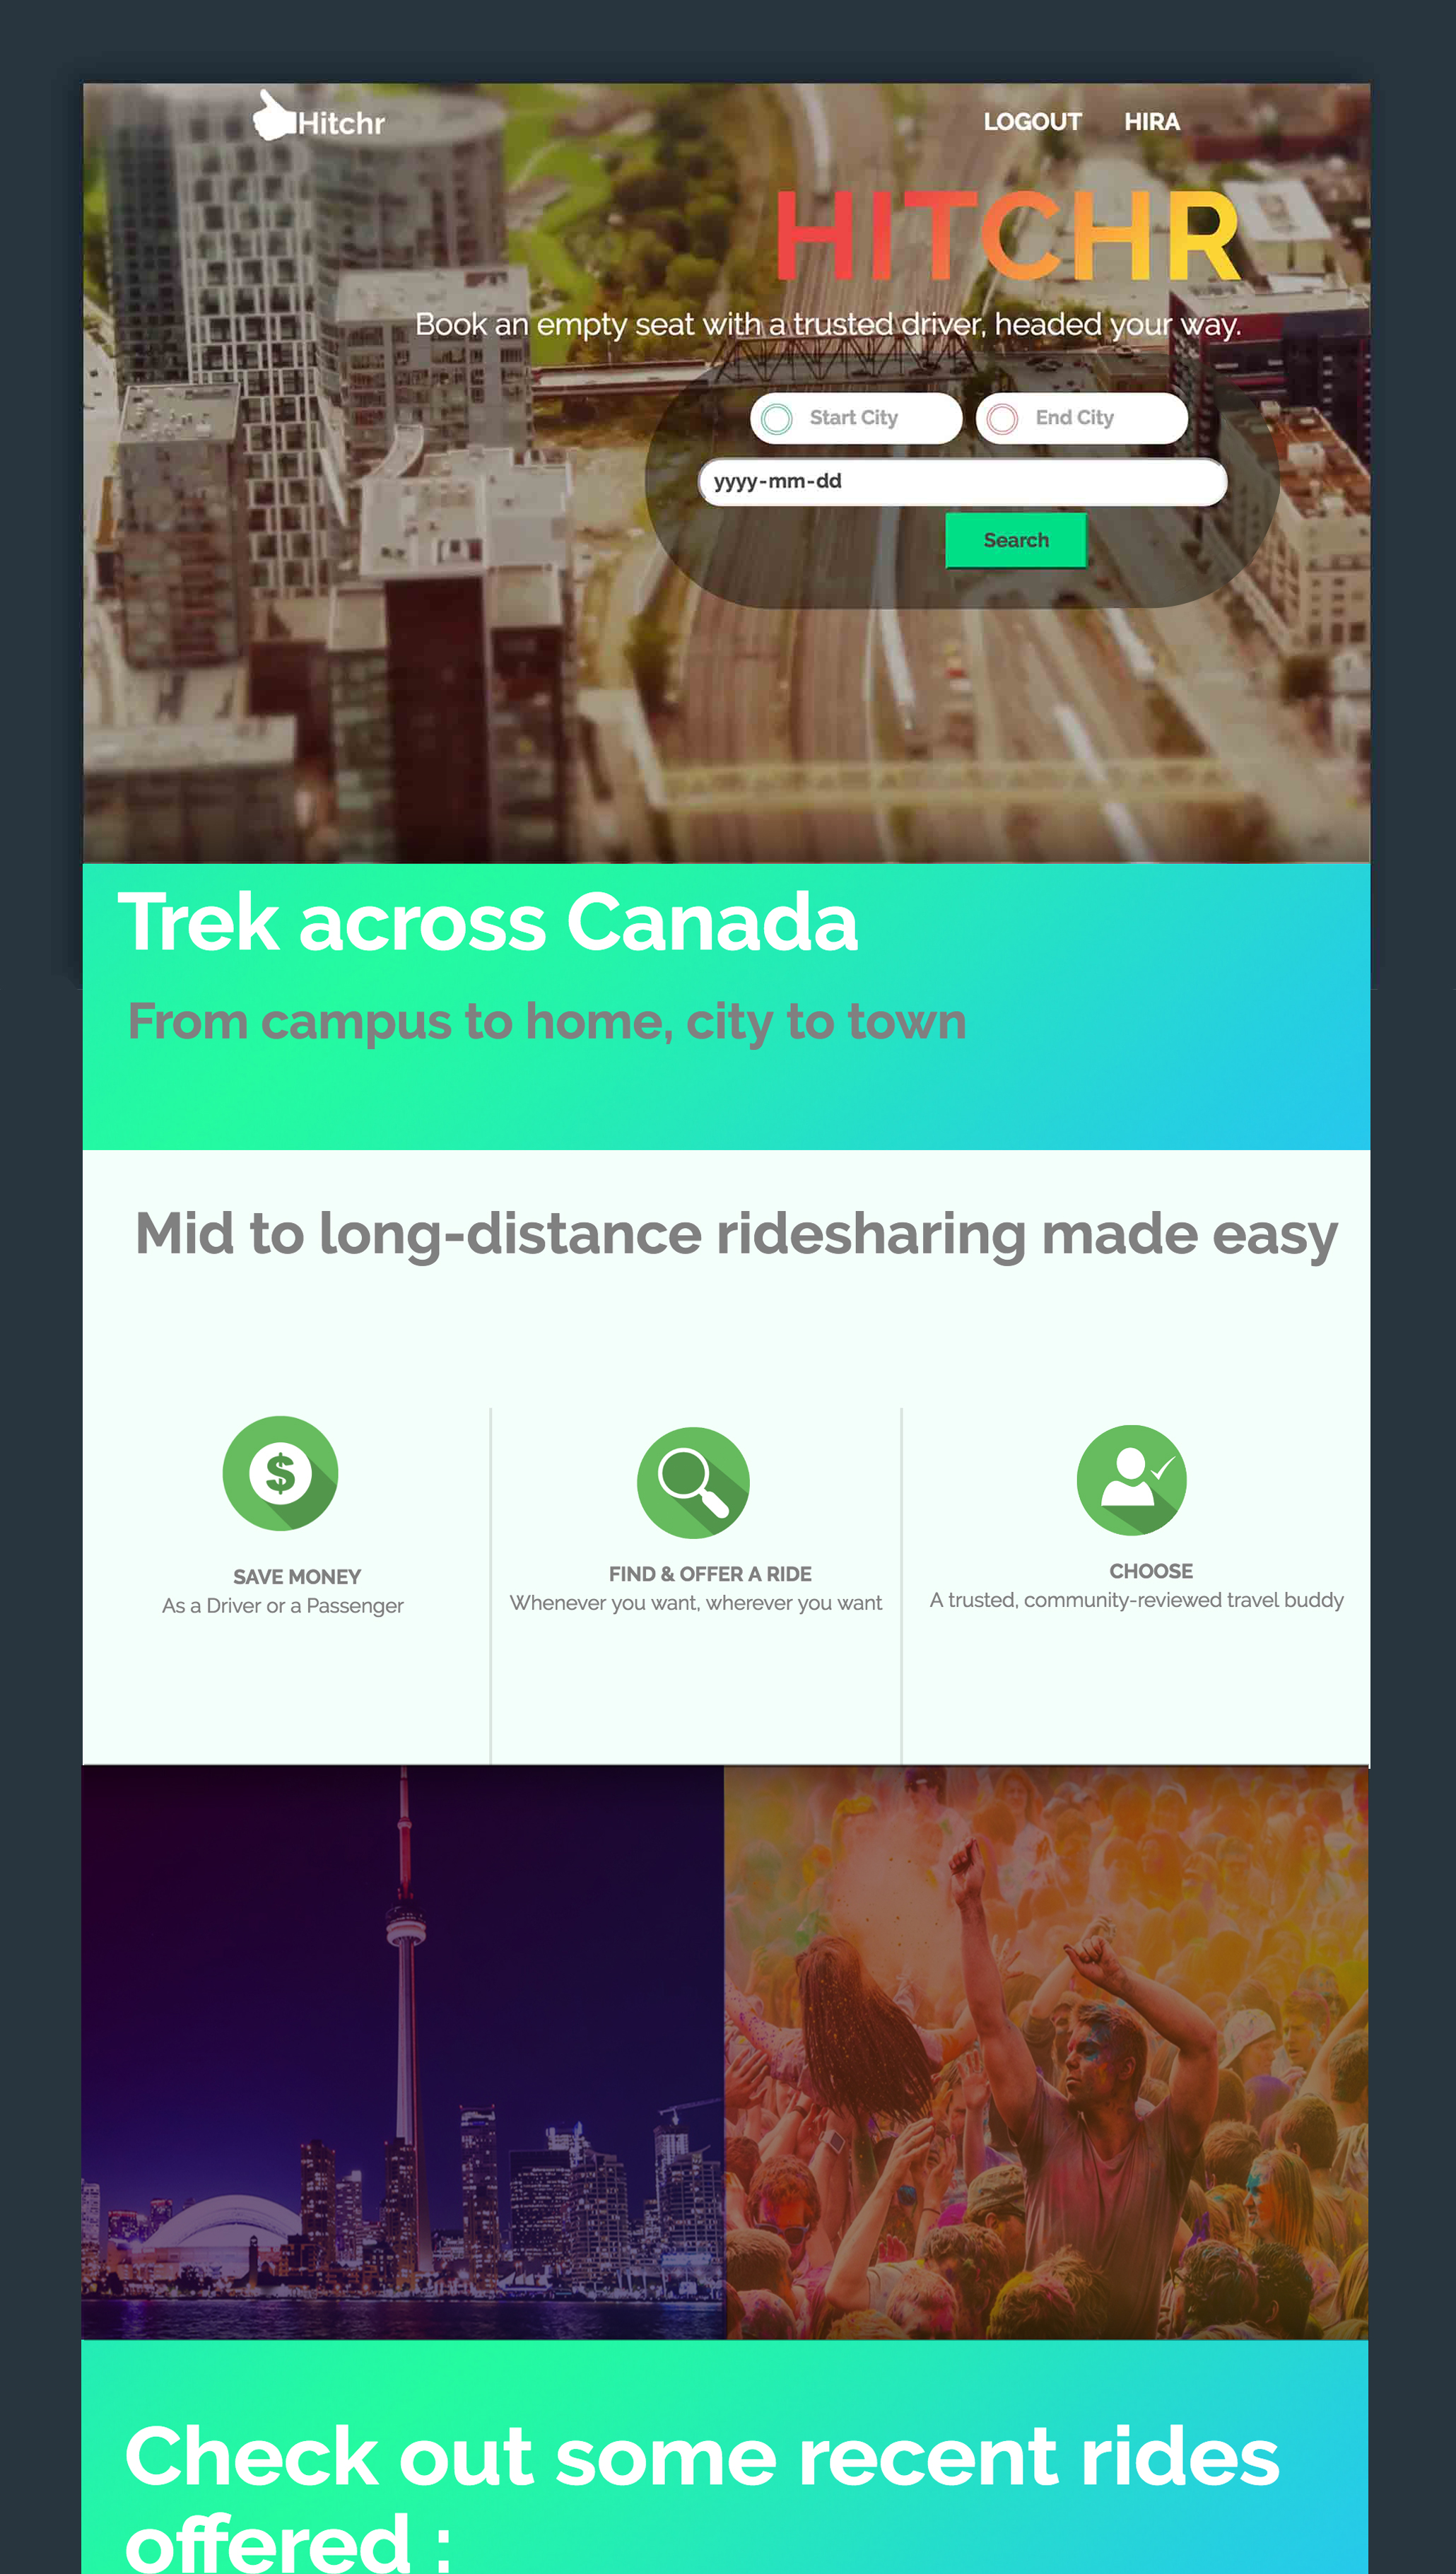 Hitchr
LOGOUT HIRA
HITCHR
Book an empty seat with a trusted driver, headed your way.
Start City End City
yyyy-mm-dd
Search
Trek across Canada
From campus to home, city to town
Mid to long-distance ridesharing made easy
$
SAVE MONEY
As a Driver or a Passenger
FIND & OFFER A RIDE
Whenever you want, wherever you want
CHOOSE
A trusted, community-reviewed travel buddy
Check out some recent rides
offered :